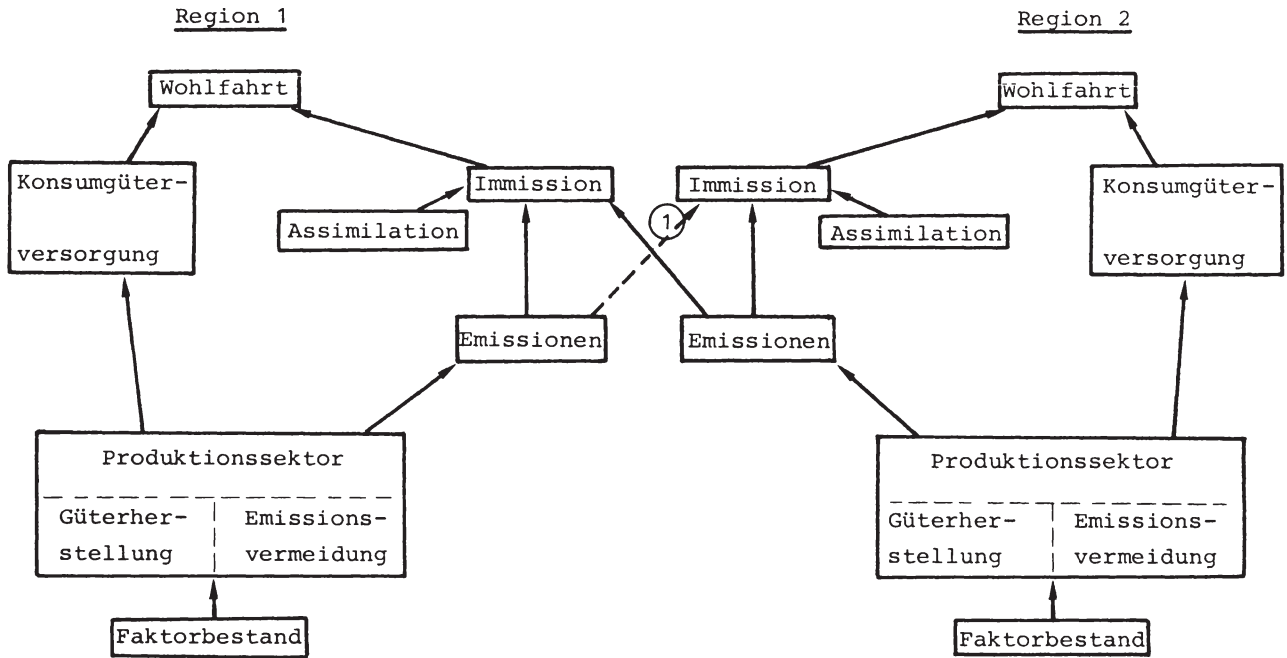 Region 1
Region 2
Wohlfahrt
Wohlfahrt
Konsumgüter-
versorgung
Immission
Immission
Konsumgüter-
versorgung
Assimilation
1
Assimilation
Emissionen
Emissionen
Produktionssektor
Güterher-
stellung
Emissions-
vermeidung
Produktionssektor
Güterher-
stellung
Emissions-
vermeidung
Faktorbestand
Faktorbestand